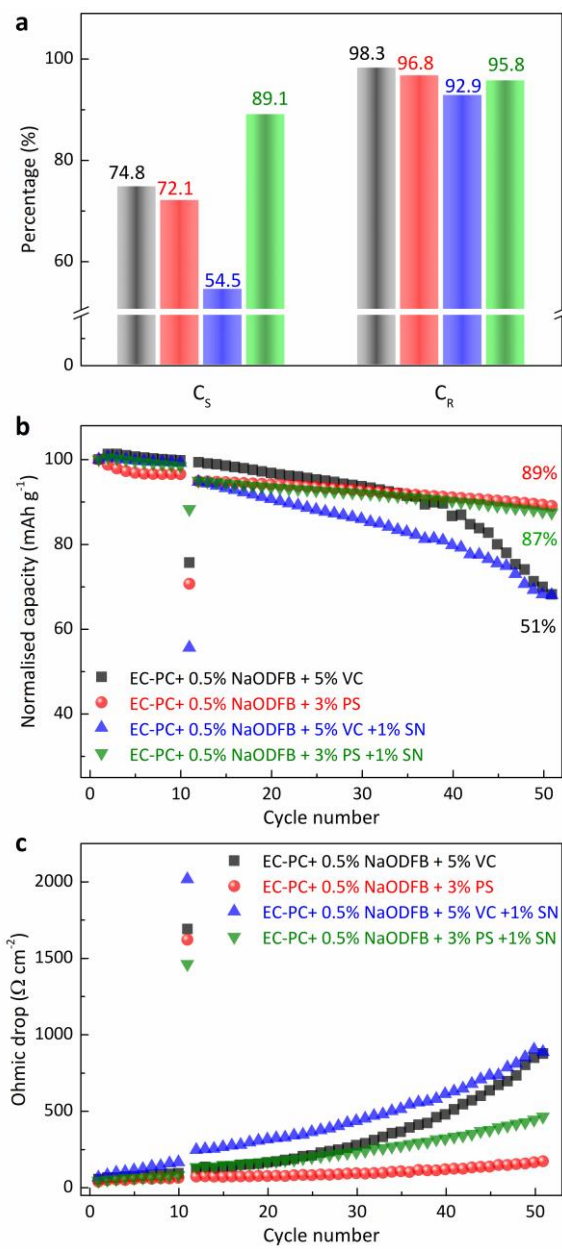 a
98.3
96.8
92.9
95.8
89.1
74.8
72.1
54.5
100
80
60
0
Percentage (%)
C_S
C_R
b
100
80
60
40
Normalised capacity (mAh g⁻¹)
89%
87%
51%
EC-PC+ 0.5% NaODFB + 5% VC
EC-PC+ 0.5% NaODFB + 3% PS
EC-PC+ 0.5% NaODFB + 5% VC +1% SN
EC-PC+ 0.5% NaODFB + 3% PS +1% SN
0 10 20 30 40 50
Cycle number
c
EC-PC+ 0.5% NaODFB + 5% VC
EC-PC+ 0.5% NaODFB + 3% PS
EC-PC+ 0.5% NaODFB + 5% VC +1% SN
EC-PC+ 0.5% NaODFB + 3% PS +1% SN
2000
1500
1000
500
0
Ohmic drop (Ω cm⁻²)
0 10 20 30 40 50
Cycle number